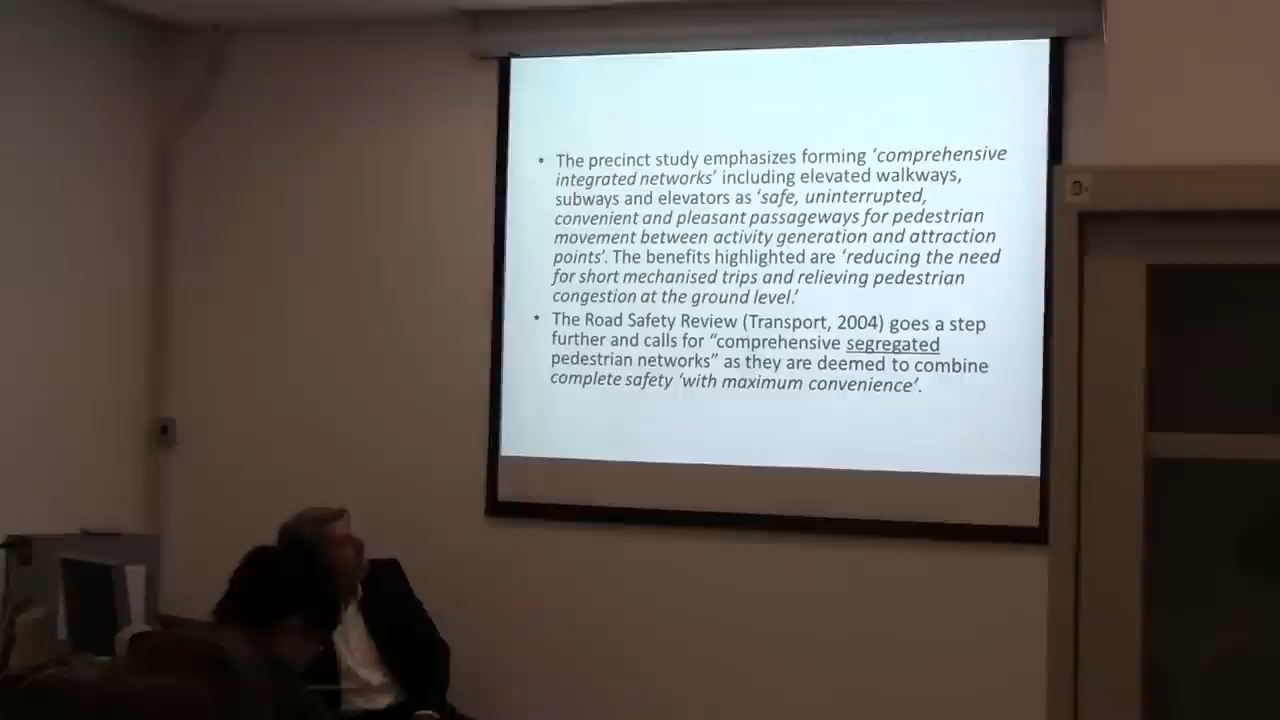 • The precinct study emphasizes forming ‘comprehensive
integrated networks’ including elevated walkways,
subways and elevators as ‘safe, uninterrupted,
convenient and pleasant passageways for pedestrian
movement between activity generation and attraction
points’. The benefits highlighted are ‘reducing the need
for short mechanised trips and relieving pedestrian
congestion at the ground level.’
• The Road Safety Review (Transport, 2004) goes a step
further and calls for “comprehensive segregated
pedestrian networks” as they are deemed to combine
complete safety ‘with maximum convenience’.